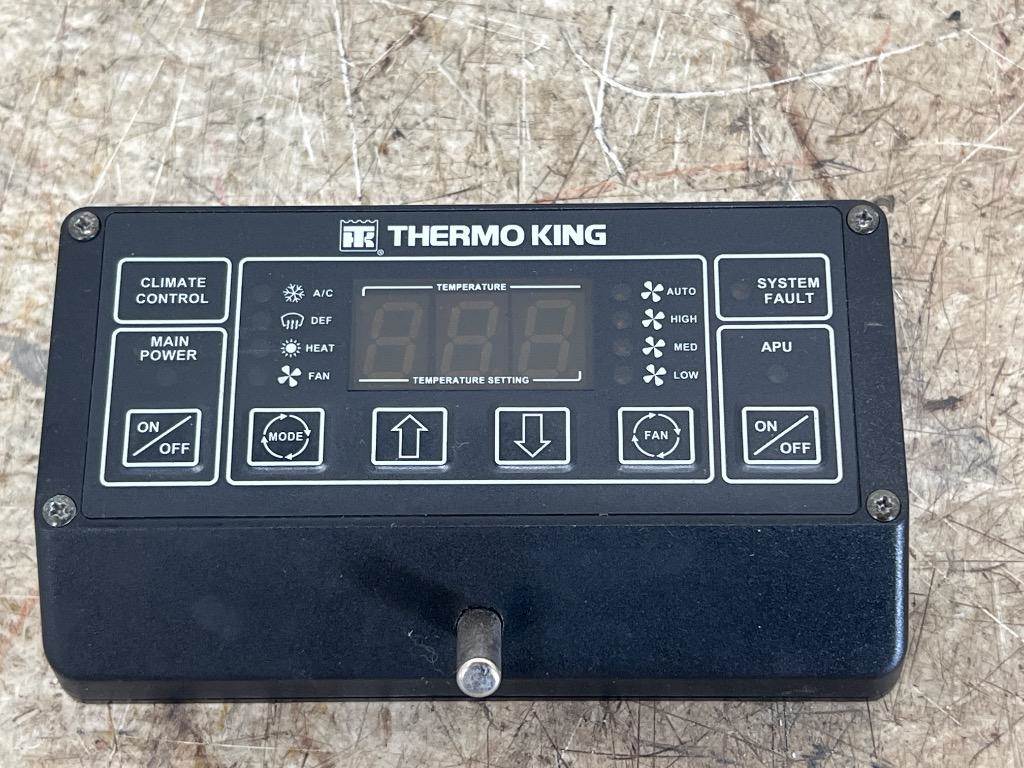 TK® THERMO KING
CLIMATE
CONTROL
MAIN
POWER
ON
OFF
A/C
DEF
HEAT
FAN
TEMPERATURE
TEMPERATURE SETTING
AUTO
HIGH
MED
LOW
MODE
FAN
SYSTEM
FAULT
APU
ON
OFF